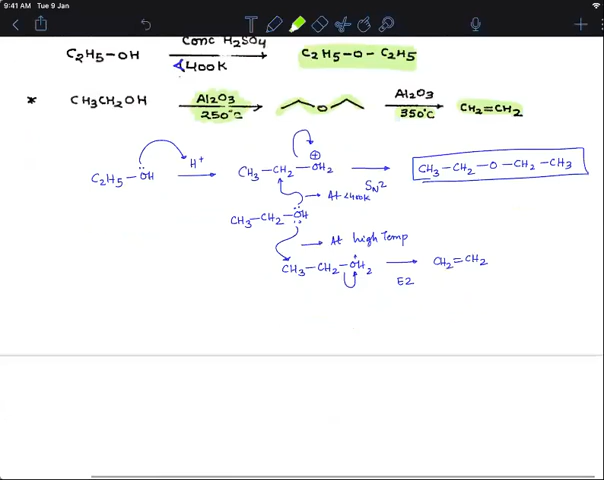 9:41 AM Tue 9 Jan
Conc H2SO4
C2H5-OH C2H5-O-C2H5
<400K
* CH3CH2OH Al2O3 250°C O Al2O3 350°C CH2=CH2
C2H5-OH H+ CH3-CH2-OH2 ⊕ SN2 CH3-CH2-O-CH2-CH3
At <400K
CH3-CH2-OH
At high Temp
CH3-CH2-OH2 + E2 CH2=CH2